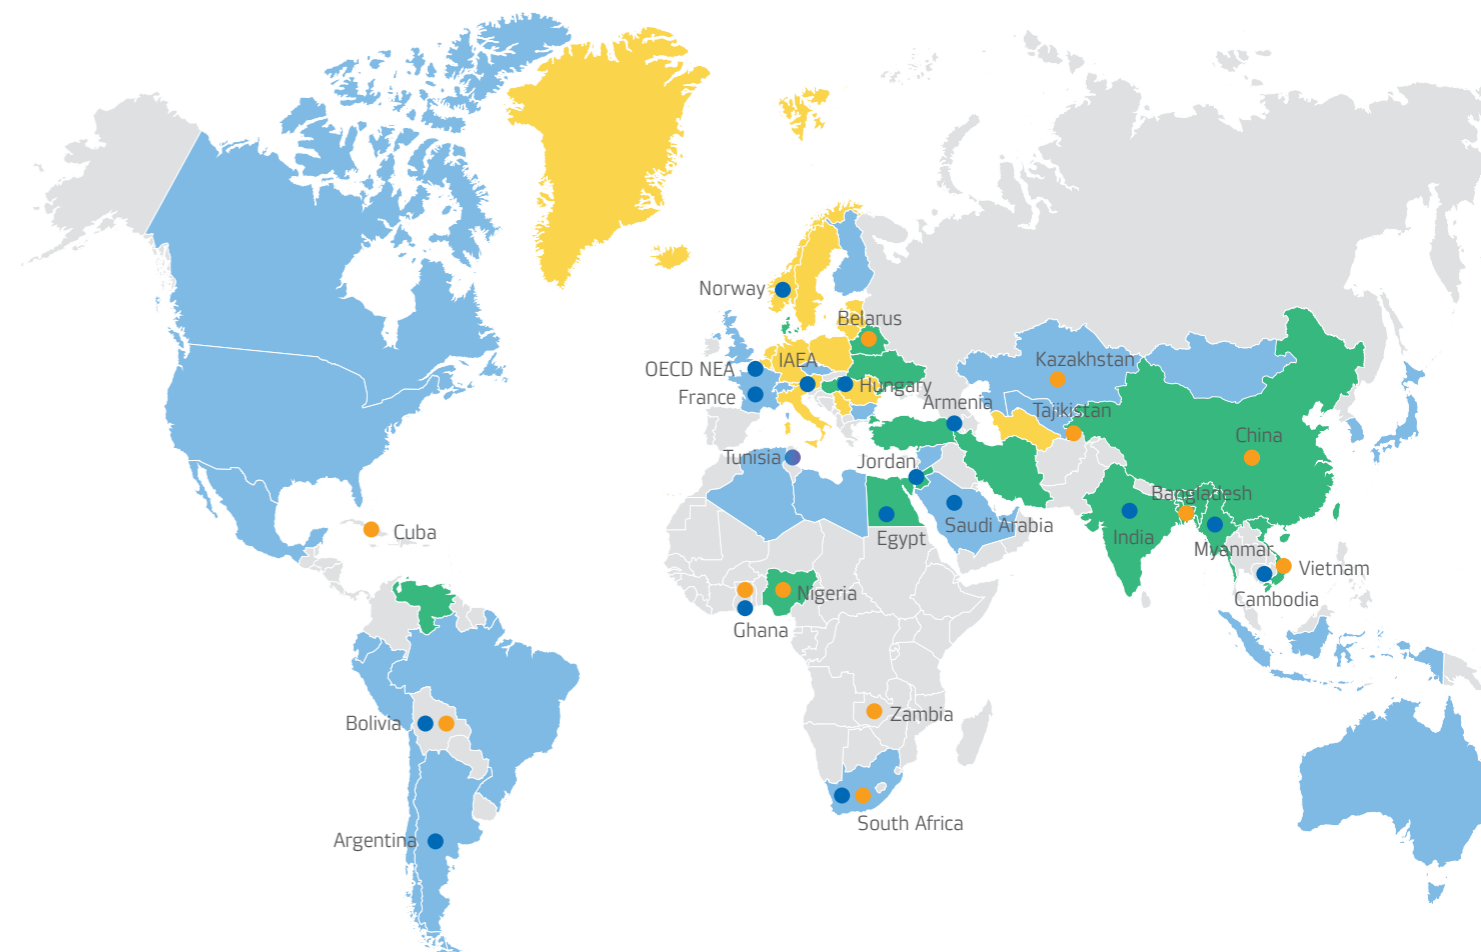 Norway
Belarus
IAEA
OECD NEA
Kazakhstan
Hungary
France
Armenia
Tajikistan
China
Tunisia
Jordan
Bangladesh
Saudi Arabia
Cuba
Egypt
India
Myanmar
Vietnam
Nigeria
Cambodia
Ghana
Zambia
Bolivia
South Africa
Argentina